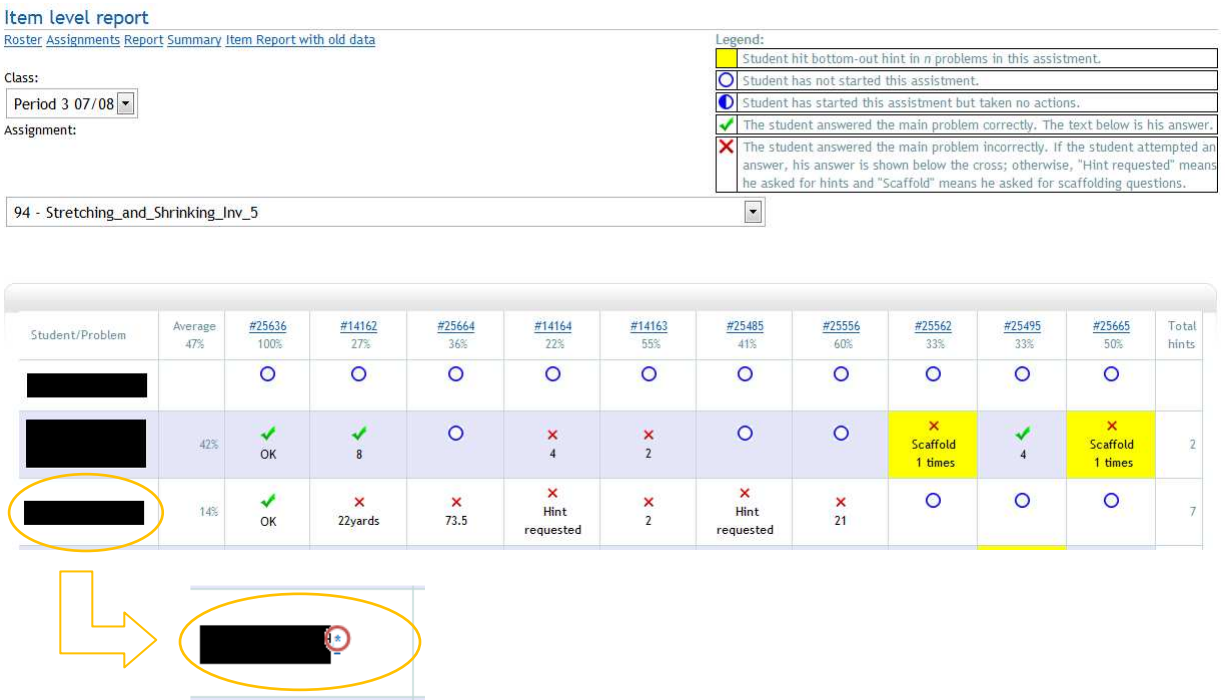 Item level report
Roster Assignments Report Summary Item Report with old data
Legend:
Student hit bottom-out hint in n problems in this assistment.
Student has not started this assistment.
Student has started this assistment but taken no actions.
The student answered the main problem correctly. The text below is his answer.
The student answered the main problem incorrectly. If the student attempted an
answer, his answer is shown below the cross; otherwise, "Hint requested" means
he asked for hints and "Scaffold" means he asked for scaffolding questions.
Class:
Period 3 07/08
Assignment:
94 - Stretching_and_Shrinking_Inv_5
Student/Problem Average #25636 #14162 #25664 #14164 #14163 #25485 #25556 #25562 #25495 #25665 Total
47% 100% 27% 36% 22% 55% 41% 60% 33% 33% 50% hints
42% OK 8 4 2 Scaffold 4 Scaffold 2
1 times 1 times
14% OK 22yards 73.5 Hint 2 Hint 21 7
requested requested
*